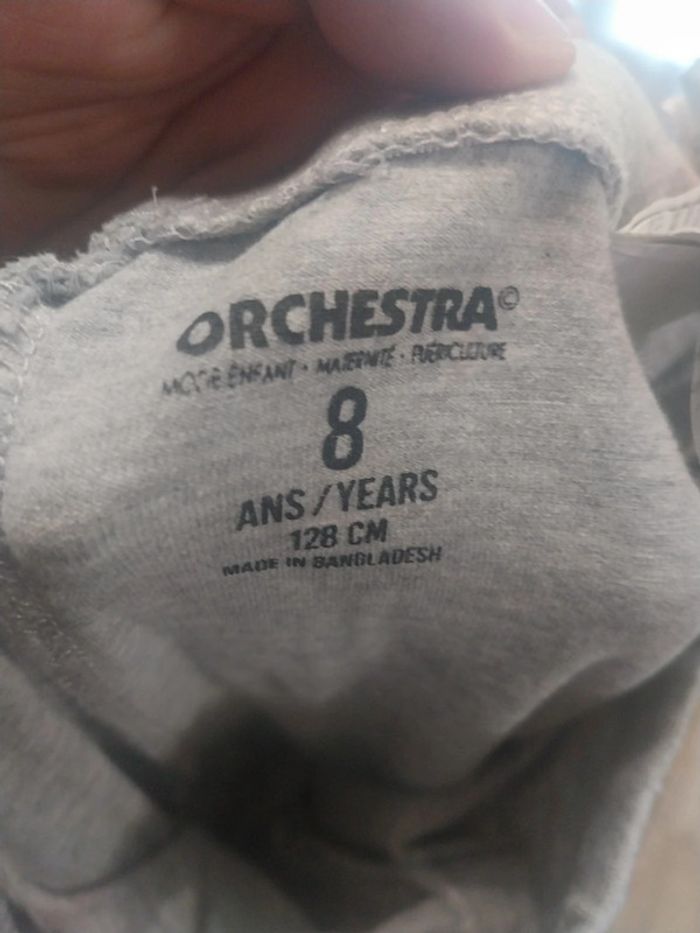 ORCHESTRA©
MODE ENFANT · MATERNITÉ · PUÉRICULTURE
8
ANS / YEARS
128 CM
MADE IN BANGLADESH